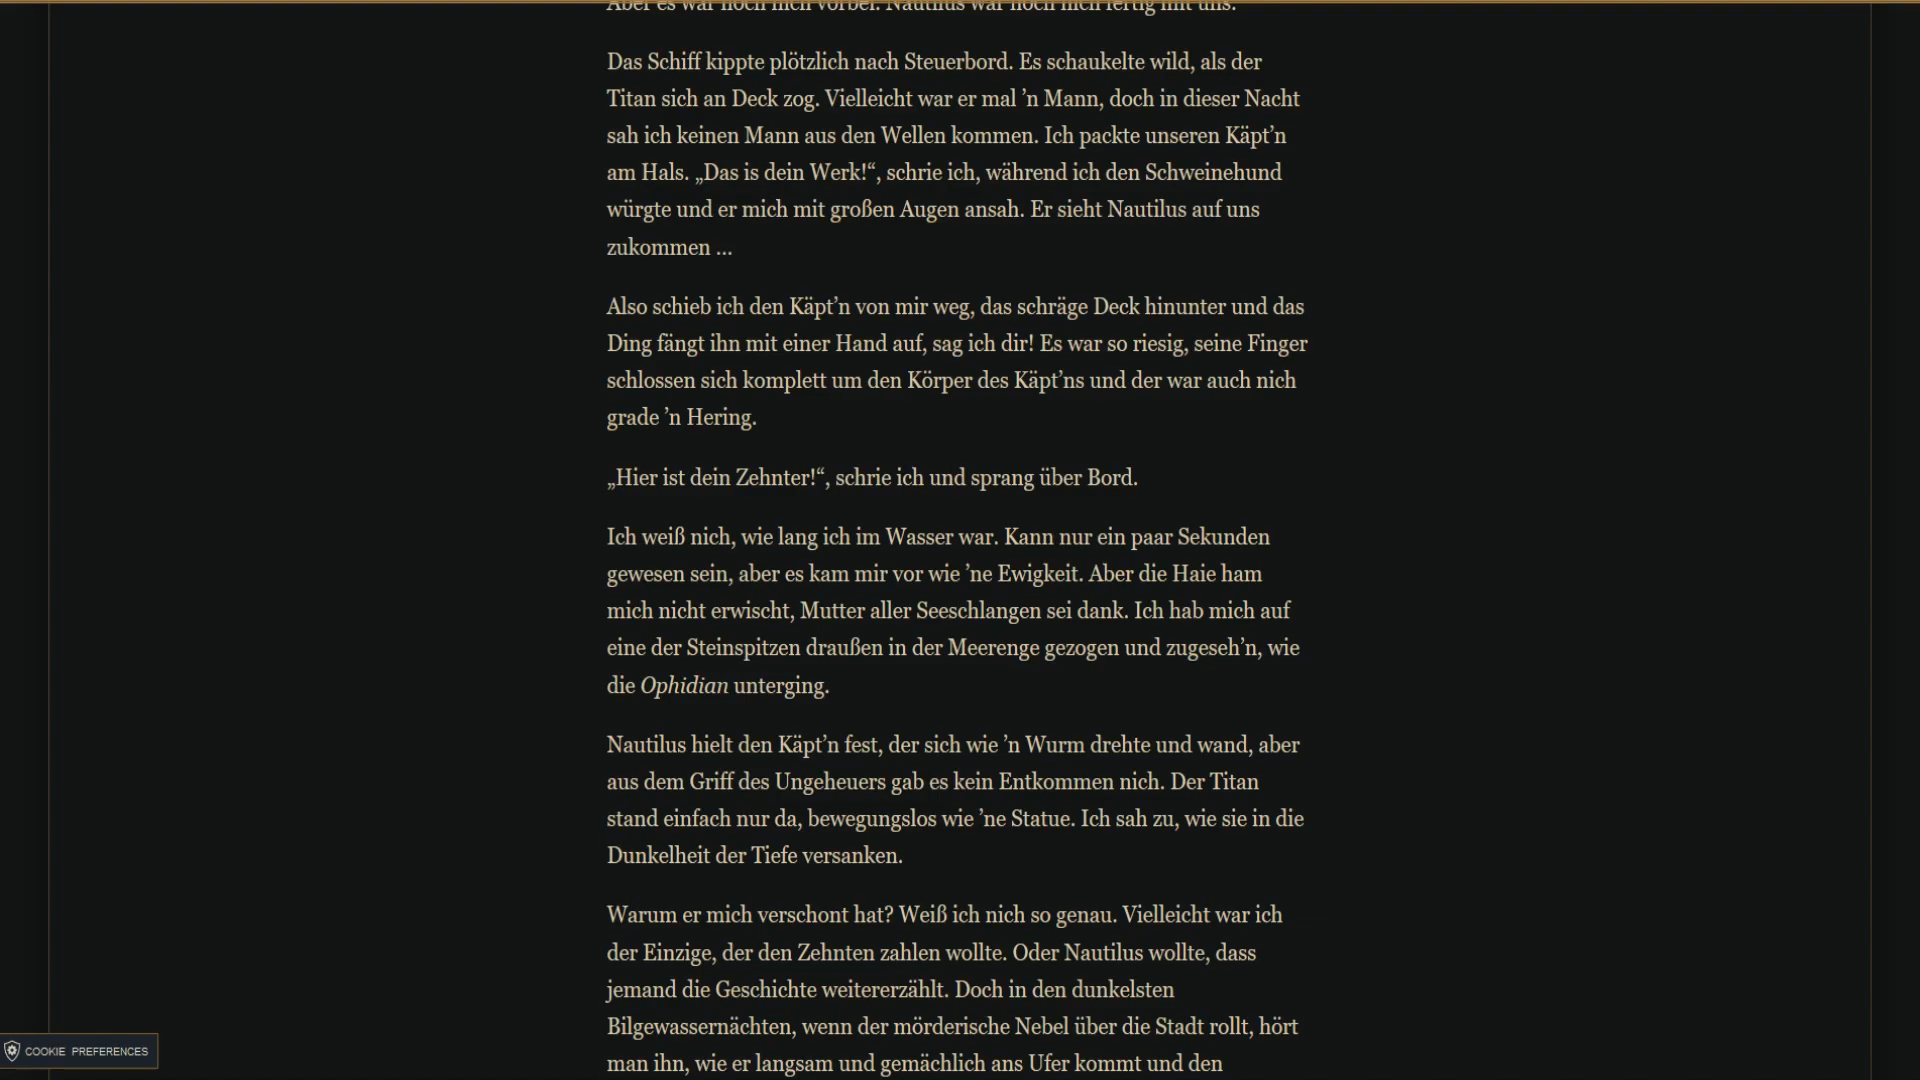 Aber es war noch nich vorbei. Nautilus war noch nich fertig mit uns.
Das Schiff kippte plötzlich nach Steuerbord. Es schaukelte wild, als der
Titan sich an Deck zog. Vielleicht war er mal ’n Mann, doch in dieser Nacht
sah ich keinen Mann aus den Wellen kommen. Ich packte unseren Käpt’n
am Hals. „Das is dein Werk!“, schrie ich, während ich den Schweinehund
würgte und er mich mit großen Augen ansah. Er sieht Nautilus auf uns
zukommen …
Also schieb ich den Käpt’n von mir weg, das schräge Deck hinunter und das
Ding fängt ihn mit einer Hand auf, sag ich dir! Es war so riesig, seine Finger
schlossen sich komplett um den Körper des Käpt’ns und der war auch nich
grade ’n Hering.
„Hier ist dein Zehnter!“, schrie ich und sprang über Bord.
Ich weiß nich, wie lang ich im Wasser war. Kann nur ein paar Sekunden
gewesen sein, aber es kam mir vor wie ’ne Ewigkeit. Aber die Haie ham
mich nicht erwischt, Mutter aller Seeschlangen sei dank. Ich hab mich auf
eine der Steinspitzen draußen in der Meerenge gezogen und zugeseh’n, wie
die Ophidian unterging.
Nautilus hielt den Käpt’n fest, der sich wie ’n Wurm drehte und wand, aber
aus dem Griff des Ungeheuers gab es kein Entkommen nich. Der Titan
stand einfach nur da, bewegungslos wie ’ne Statue. Ich sah zu, wie sie in die
Dunkelheit der Tiefe versanken.
Warum er mich verschont hat? Weiß ich nich so genau. Vielleicht war ich
der Einzige, der den Zehnten zahlen wollte. Oder Nautilus wollte, dass
jemand die Geschichte weitererzählt. Doch in den dunkelsten
Bilgewassernächten, wenn der mörderische Nebel über die Stadt rollt, hört
man ihn, wie er langsam und gemächlich ans Ufer kommt und den
COOKIE PREFERENCES